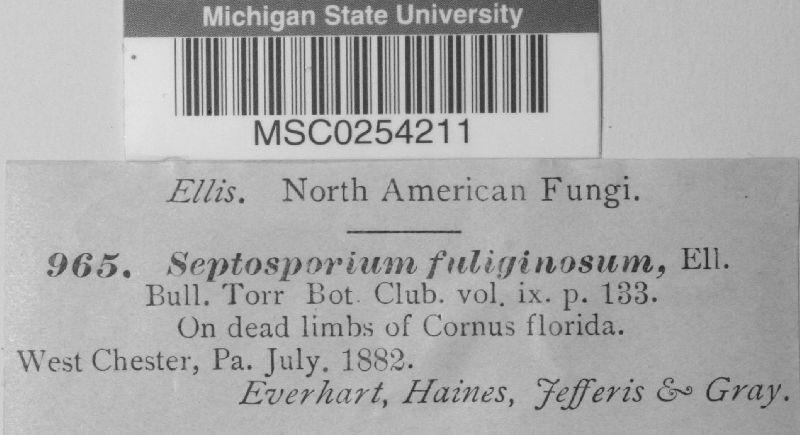 Michigan State University
MSC0254211
Ellis. North American Fungi.
965. Septosporium fuliginosum, Ell.
Bull. Torr Bot. Club. vol. ix. p. 133.
On dead limbs of Cornus florida.
West Chester, Pa. July. 1882.
Everhart, Haines, Jefferis & Gray.